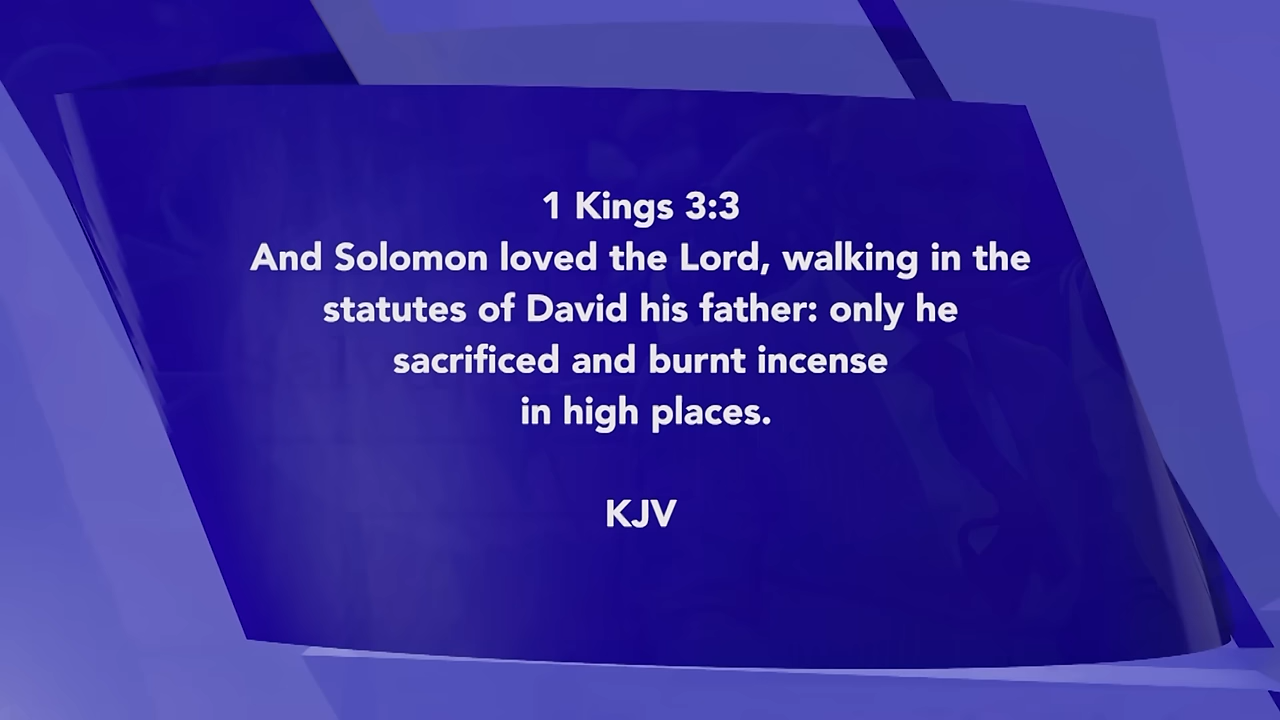 1 Kings 3:3
And Solomon loved the Lord, walking in the
statutes of David his father: only he
sacrificed and burnt incense
in high places.
KJV